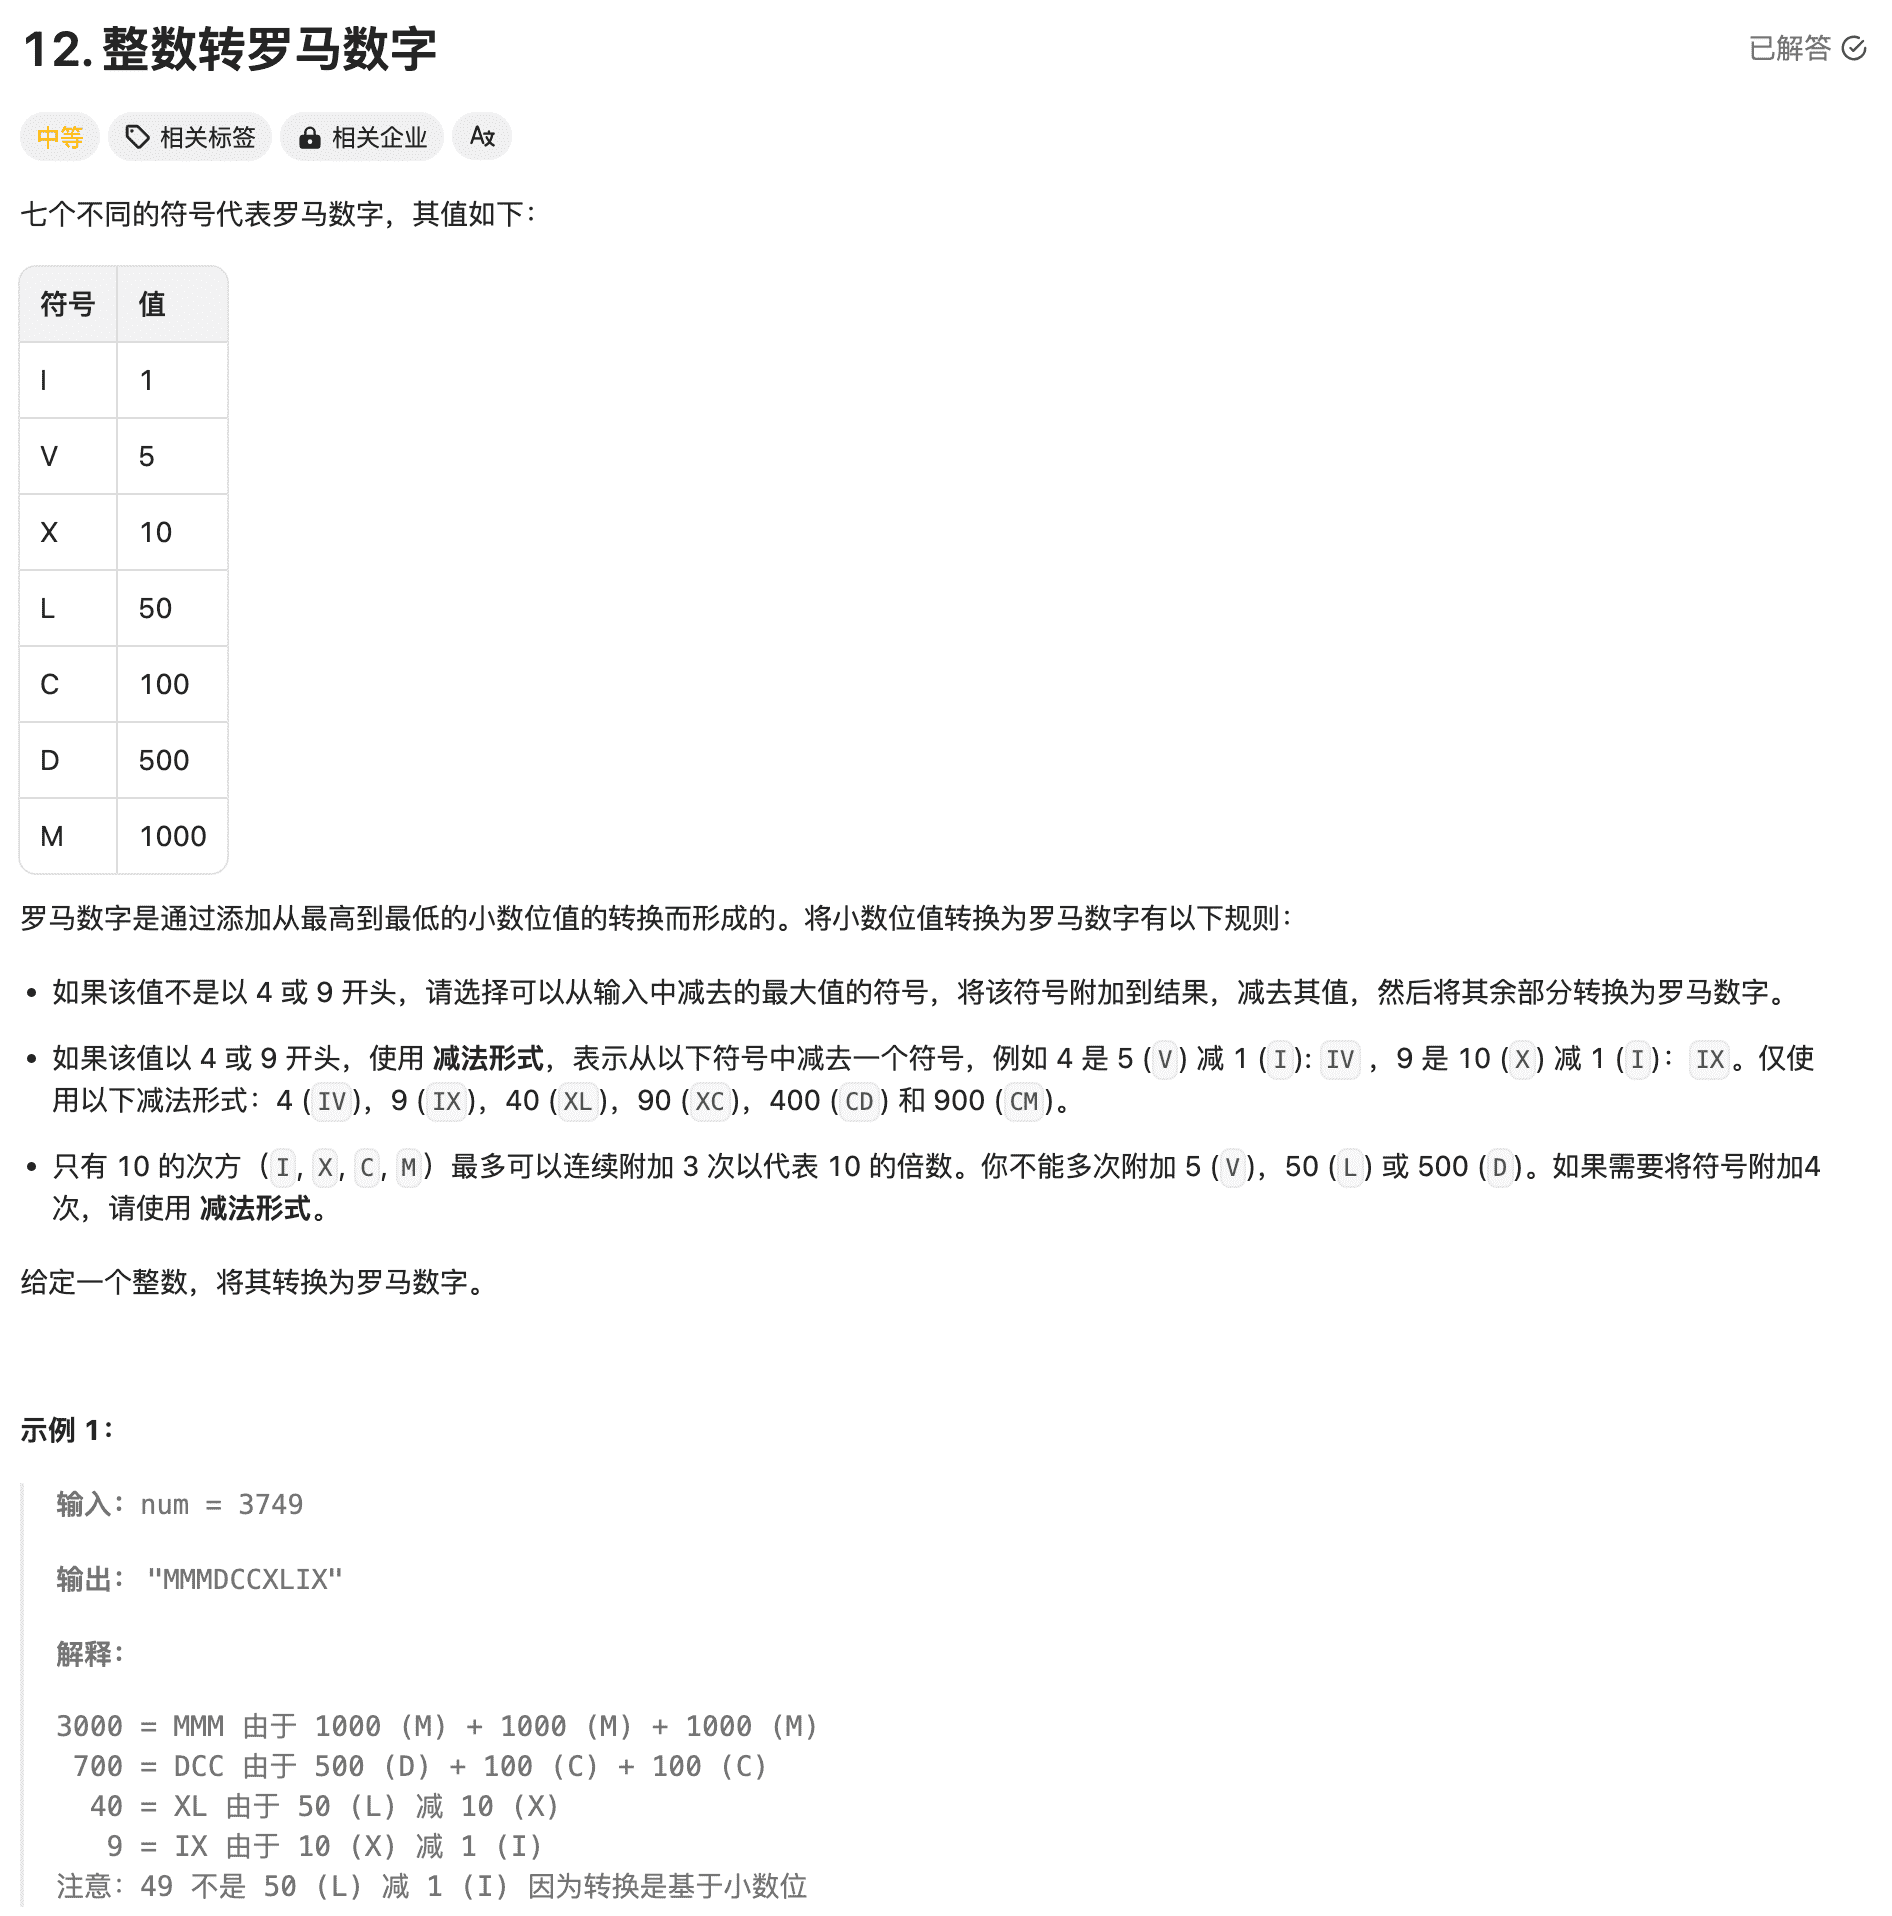 12. 整数转罗马数字
已解答
中等 相关标签 相关企业
七个不同的符号代表罗马数字，其值如下：
符号 值
I 1
V 5
X 10
L 50
C 100
D 500
M 1000
罗马数字是通过添加从最高到最低的小数位值的转换而形成的。将小数位值转换为罗马数字有以下规则：
• 如果该值不是以 4 或 9 开头，请选择可以从输入中减去的最大值的符号，将该符号附加到结果，减去其值，然后将其余部分转换为罗马数字。
• 如果该值以 4 或 9 开头，使用 减法形式，表示从以下符号中减去一个符号，例如 4 是 5 (V) 减 1 (I): IV ，9 是 10 (X) 减 1 (I)：IX。仅使
用以下减法形式：4 (IV)，9 (IX)，40 (XL)，90 (XC)，400 (CD) 和 900 (CM)。
• 只有 10 的次方（I, X, C, M）最多可以连续附加 3 次以代表 10 的倍数。你不能多次附加 5 (V)，50 (L) 或 500 (D)。如果需要将符号附加4
次，请使用 减法形式。
给定一个整数，将其转换为罗马数字。
示例 1：
输入：num = 3749
输出： "MMMDCCXLIX"
解释：
3000 = MMM 由于 1000 (M) + 1000 (M) + 1000 (M)
700 = DCC 由于 500 (D) + 100 (C) + 100 (C)
40 = XL 由于 50 (L) 减 10 (X)
9 = IX 由于 10 (X) 减 1 (I)
注意：49 不是 50 (L) 减 1 (I) 因为转换是基于小数位